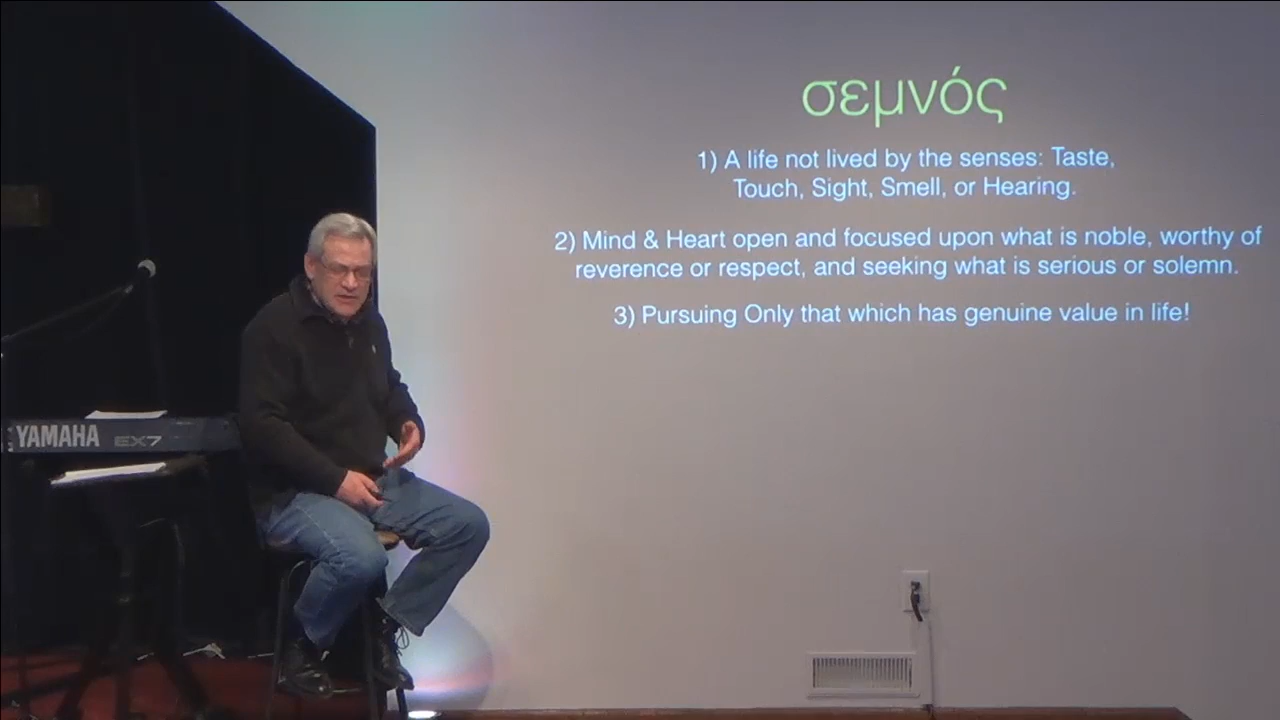 σεμνός
1) A life not lived by the senses: Taste,
Touch, Sight, Smell, or Hearing.
2) Mind & Heart open and focused upon what is noble, worthy of
reverence or respect, and seeking what is serious or solemn.
3) Pursuing Only that which has genuine value in life!
YAMAHA EX7